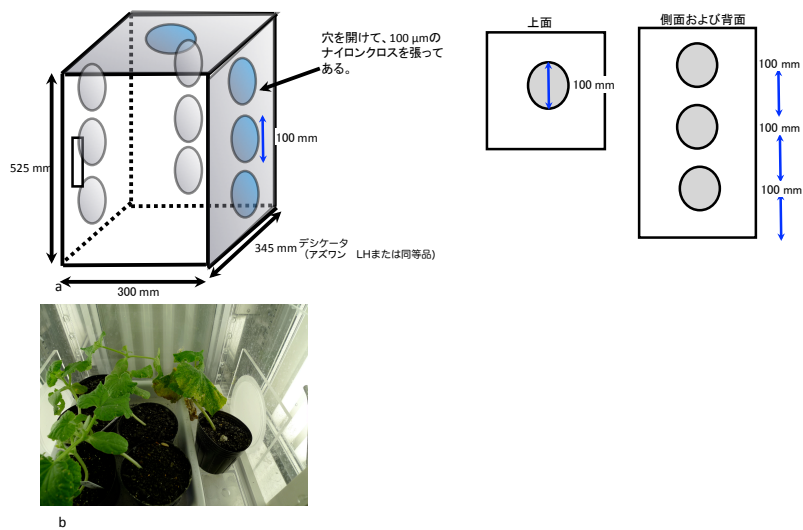 穴を開けて、100 µmの
ナイロンクロスを張って
ある。
100 mm
525 mm
345 mm
デシケータ
（アズワン　LHまたは同等品)
a
300 mm
上面
100 mm
側面および背面
100 mm
100 mm
100 mm
b